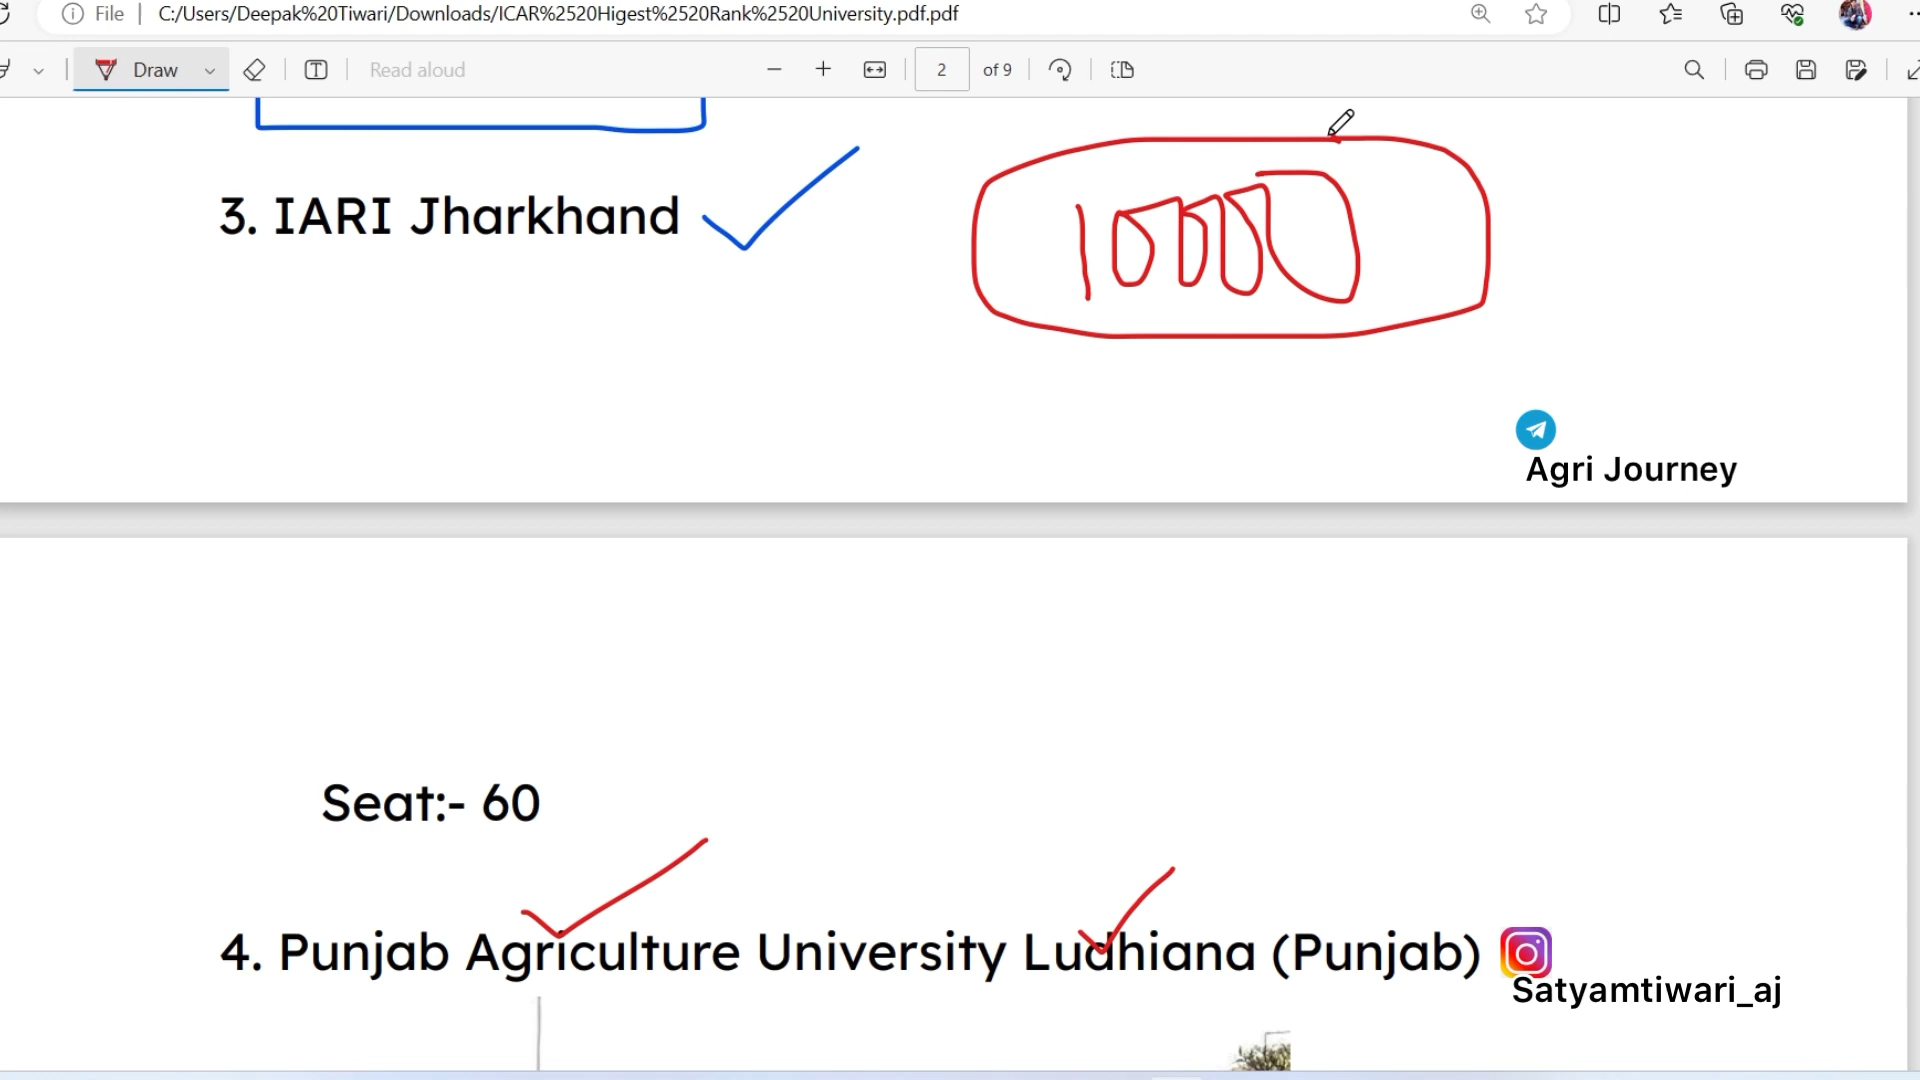 File
C:/Users/Deepak%20Tiwari/Downloads/ICAR%2520Higest%2520Rank%2520University.pdf.pdf
Draw
Read aloud
2 of 9
3. IARI Jharkhand
10000
Agri Journey
Seat:- 60
4. Punjab Agriculture University Ludhiana (Punjab)
Satyamtiwari_aj